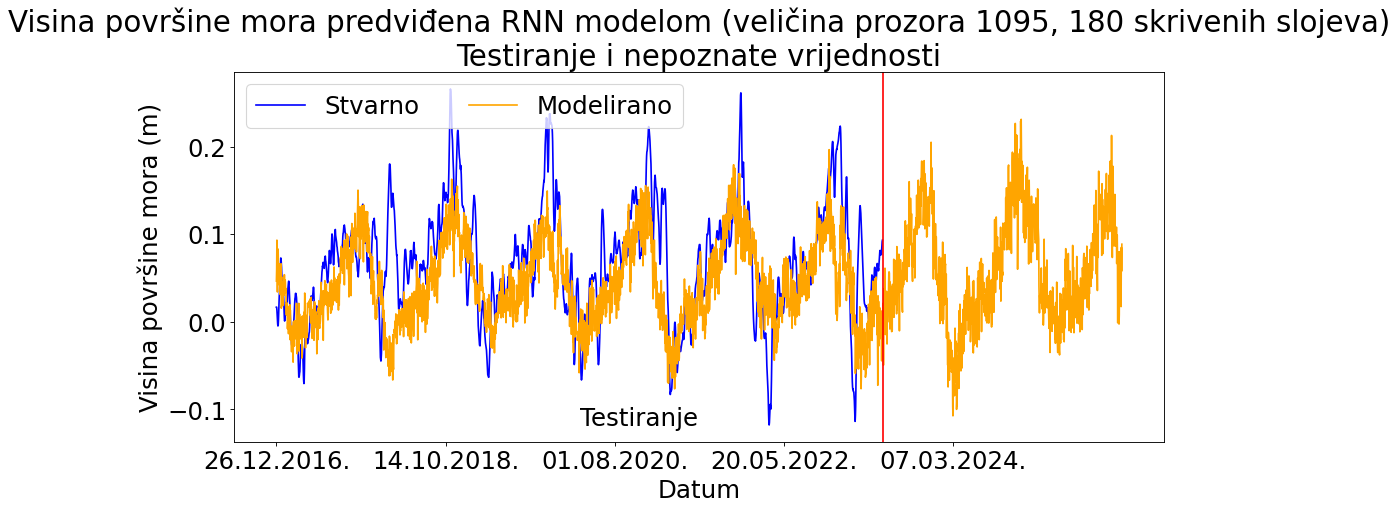 Visina površine mora predviđena RNN modelom (veličina prozora 1095, 180 skrivenih slojeva)
Testiranje i nepoznate vrijednosti
Stvarno
Modelirano
Visina površine mora (m)
0.2
0.1
0.0
−0.1
Testiranje
26.12.2016.
14.10.2018.
01.08.2020.
20.05.2022.
07.03.2024.
Datum